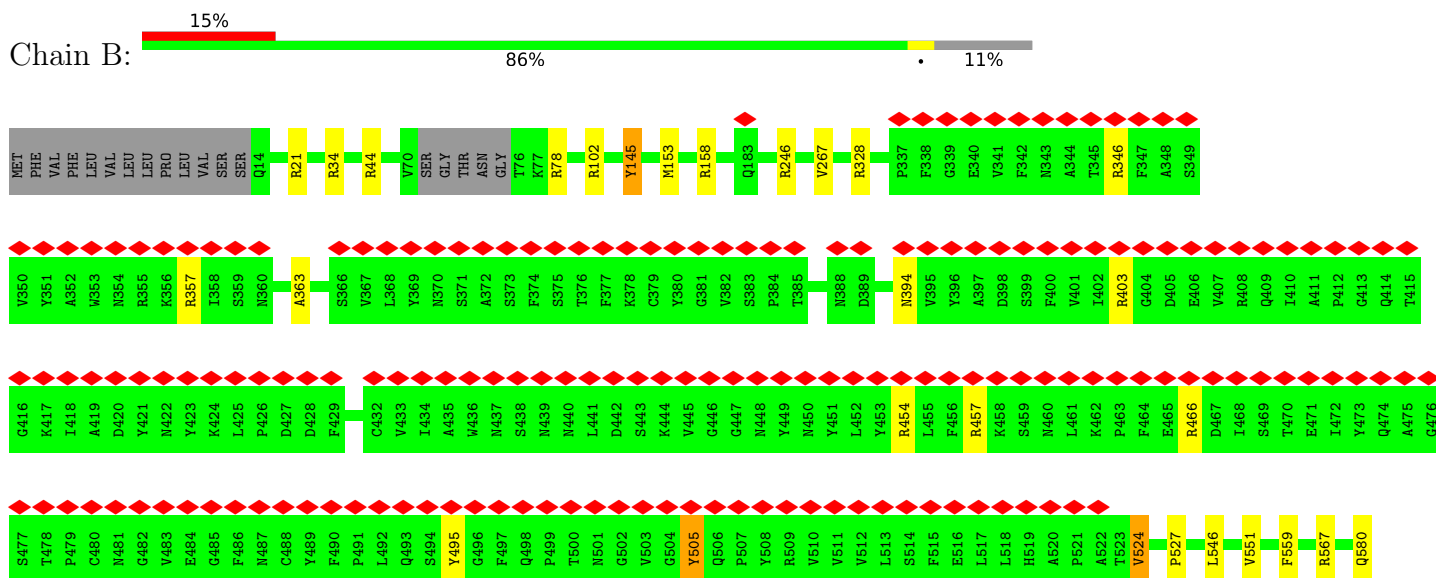 15%
Chain B:
86% • 11%
MET PHE VAL PHE LEU VAL LEU LEU PRO LEU VAL SER SER Q14 R21 R34 R44 V70 SER GLY THR ASN GLY T76 K77 R78 R102 Y145 M153 R158 Q183 R246 V267 R328 P337 F338 G339 E340 V341 F342 N343 A344 T345 R346 F347 A348 S349
V350 Y351 A352 W353 N354 R355 K356 R357 I358 S359 N360 A363 S366 V367 L368 Y369 N370 S371 A372 S373 F374 S375 T376 F377 K378 C379 Y380 G381 V382 S383 P384 T385 N388 D389 N394 V395 Y396 A397 D398 S399 F400 V401 I402 R403 G404 D405 E406 V407 R408 Q409 I410 A411 P412 G413 Q414 T415
G416 K417 I418 A419 D420 Y421 N422 Y423 K424 L425 P426 D427 D428 F429 C432 V433 I434 A435 W436 N437 S438 N439 N440 L441 D442 S443 K444 V445 G446 G447 N448 Y449 N450 Y451 L452 Y453 R454 L455 F456 R457 K458 S459 N460 L461 K462 P463 F464 E465 R466 D467 I468 S469 T470 E471 I472 Y473 Q474 A475 G476
S477 T478 P479 C480 N481 G482 V483 E484 G485 F486 N487 C488 Y489 F490 P491 L492 Q493 S494 Y495 G496 F497 Q498 P499 T500 N501 G502 V503 G504 Y505 Q506 P507 Y508 R509 V510 V511 V512 L513 S514 F515 E516 L517 L518 H519 A520 P521 A522 T523 V524 P527 L546 V551 F559 R567 Q580